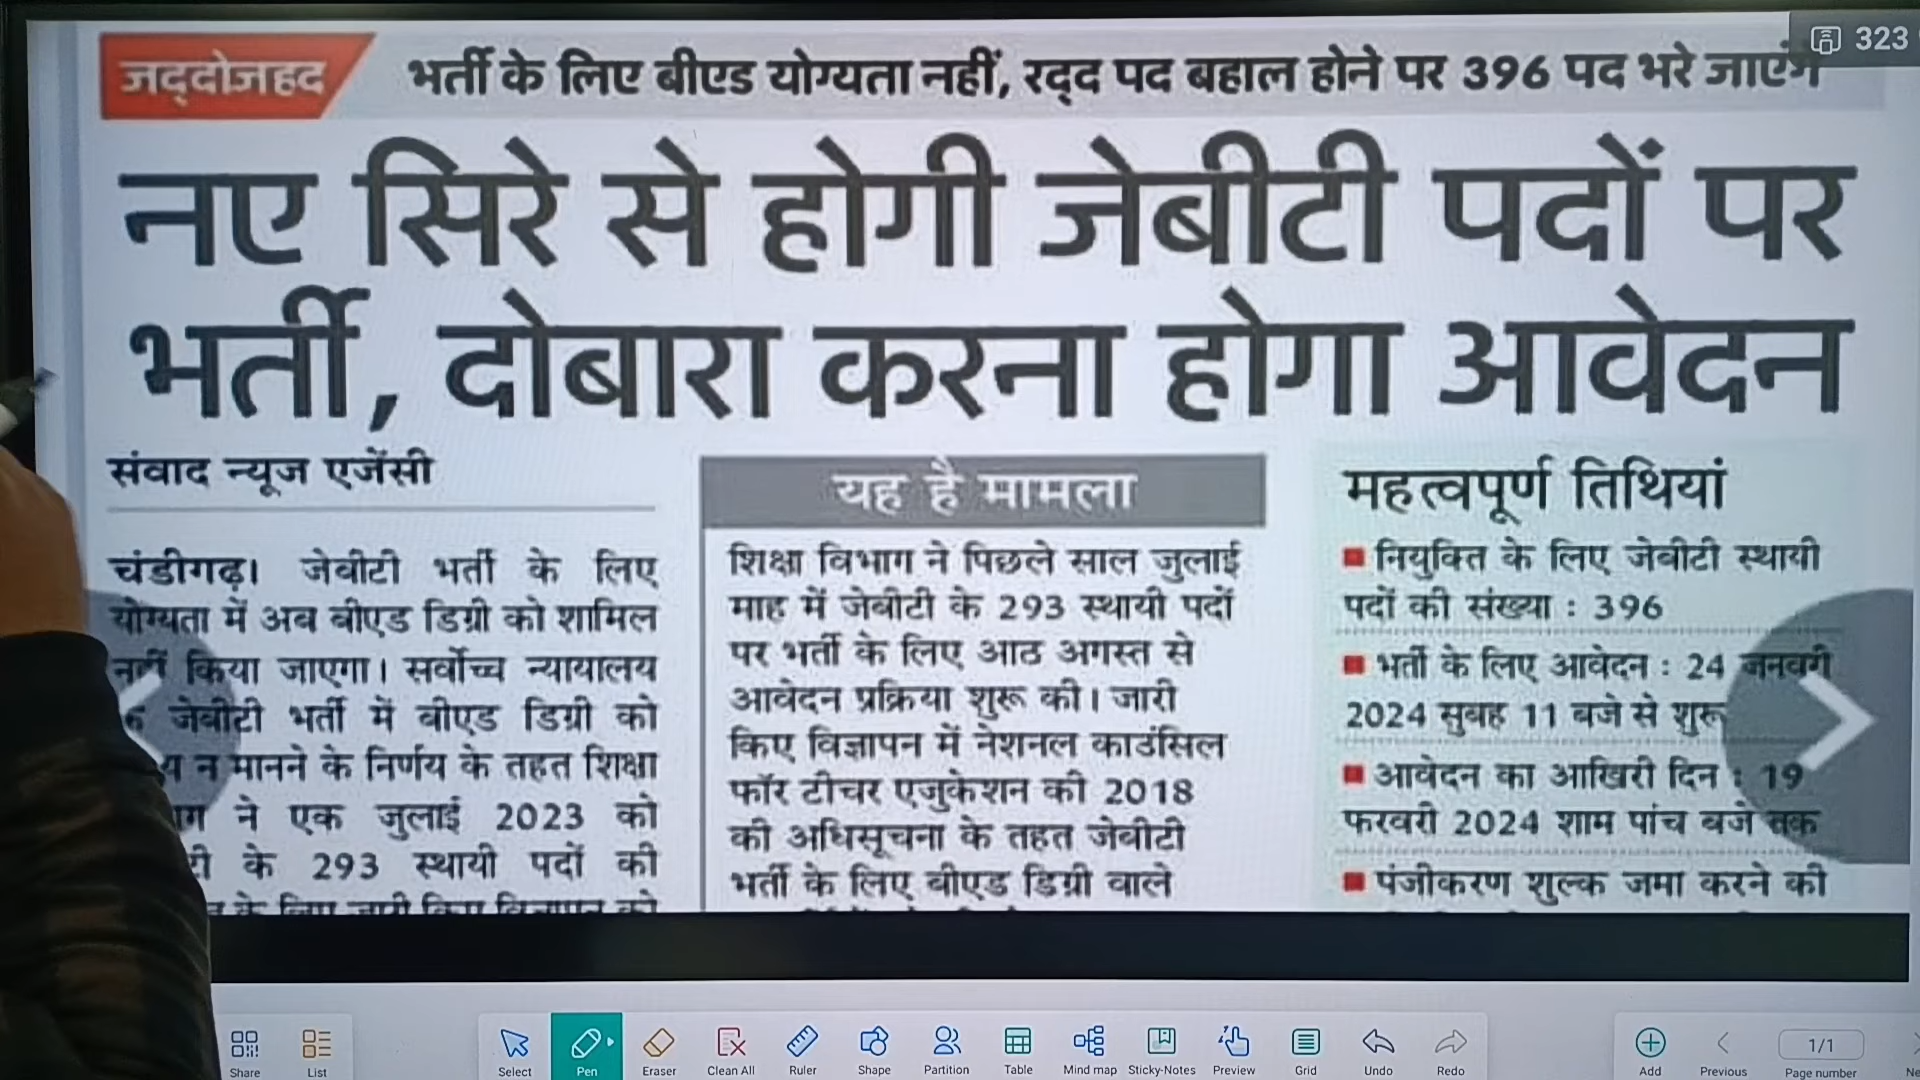 323
जद्दोजहद
भर्ती के लिए बीएड योग्यता नहीं, रद्द पद बहाल होने पर 396 पद भरे जाएंगे
नए सिरे से होगी जेबीटी पदों पर
भर्ती, दोबारा करना होगा आवेदन
संवाद न्यूज एजेंसी
चंडीगढ़। जेबीटी भर्ती के लिए
योग्यता में अब बीएड डिग्री को शामिल
नहीं किया जाएगा। सर्वोच्च न्यायालय
जेबीटी भर्ती में बीएड डिग्री को
न मानने के निर्णय के तहत शिक्षा
ने एक जुलाई 2023 को
के 293 स्थायी पदों की
के लिए जारी किए विज्ञापन को
यह है मामला
शिक्षा विभाग ने पिछले साल जुलाई
माह में जेबीटी के 293 स्थायी पदों
पर भर्ती के लिए आठ अगस्त से
आवेदन प्रक्रिया शुरू की। जारी
किए विज्ञापन में नेशनल काउंसिल
फॉर टीचर एजुकेशन की 2018
की अधिसूचना के तहत जेबीटी
भर्ती के लिए बीएड डिग्री वाले
महत्वपूर्ण तिथियां
नियुक्ति के लिए जेबीटी स्थायी
पदों की संख्या : 396
भर्ती के लिए आवेदन : 24 जनवरी
2024 सुबह 11 बजे से शुरू
आवेदन का आखिरी दिन : 19
फरवरी 2024 शाम पांच बजे तक
पंजीकरण शुल्क जमा करने की
Share List Select Pen Eraser Clean All Ruler Shape Partition Table Mind map Sticky-Notes Preview Grid Undo Redo Add Previous 1/1 Page number